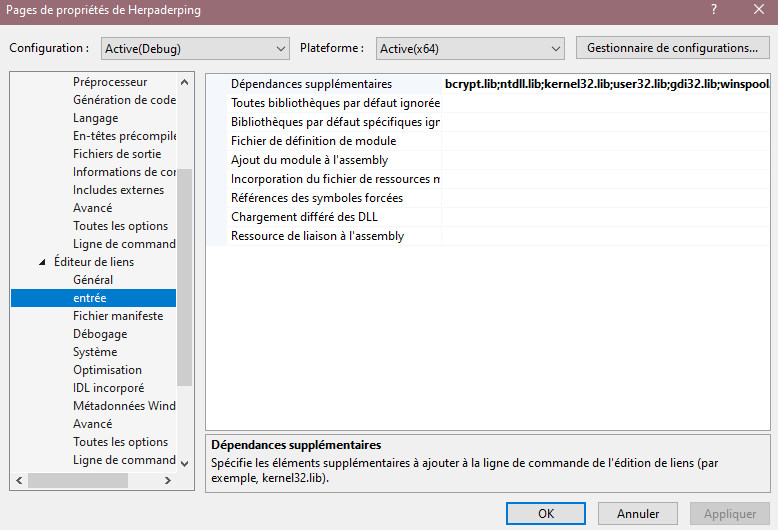 Pages de propriétés de Herpaderping
Configuration : Active(Debug) Plateforme : Active(x64) Gestionnaire de configurations...
Préprocesseur
Génération de code
Langage
En-têtes précompilé
Fichiers de sortie
Informations de con
Includes externes
Avancé
Toutes les options
Ligne de command
Éditeur de liens
Général
entrée
Fichier manifeste
Débogage
Système
Optimisation
IDL incorporé
Métadonnées Wind
Avancé
Toutes les options
Ligne de command
Dépendances supplémentaires bcrypt.lib;ntdll.lib;kernel32.lib;user32.lib;gdi32.lib;winspool.
Toutes bibliothèques par défaut ignorée
Bibliothèques par défaut spécifiques ign
Fichier de définition de module
Ajout du module à l'assembly
Incorporation du fichier de ressources m
Références des symboles forcées
Chargement différé des DLL
Ressource de liaison à l'assembly
Dépendances supplémentaires
Spécifie les éléments supplémentaires à ajouter à la ligne de commande de l'édition de liens (par
exemple, kernel32.lib).
OK Annuler Appliquer